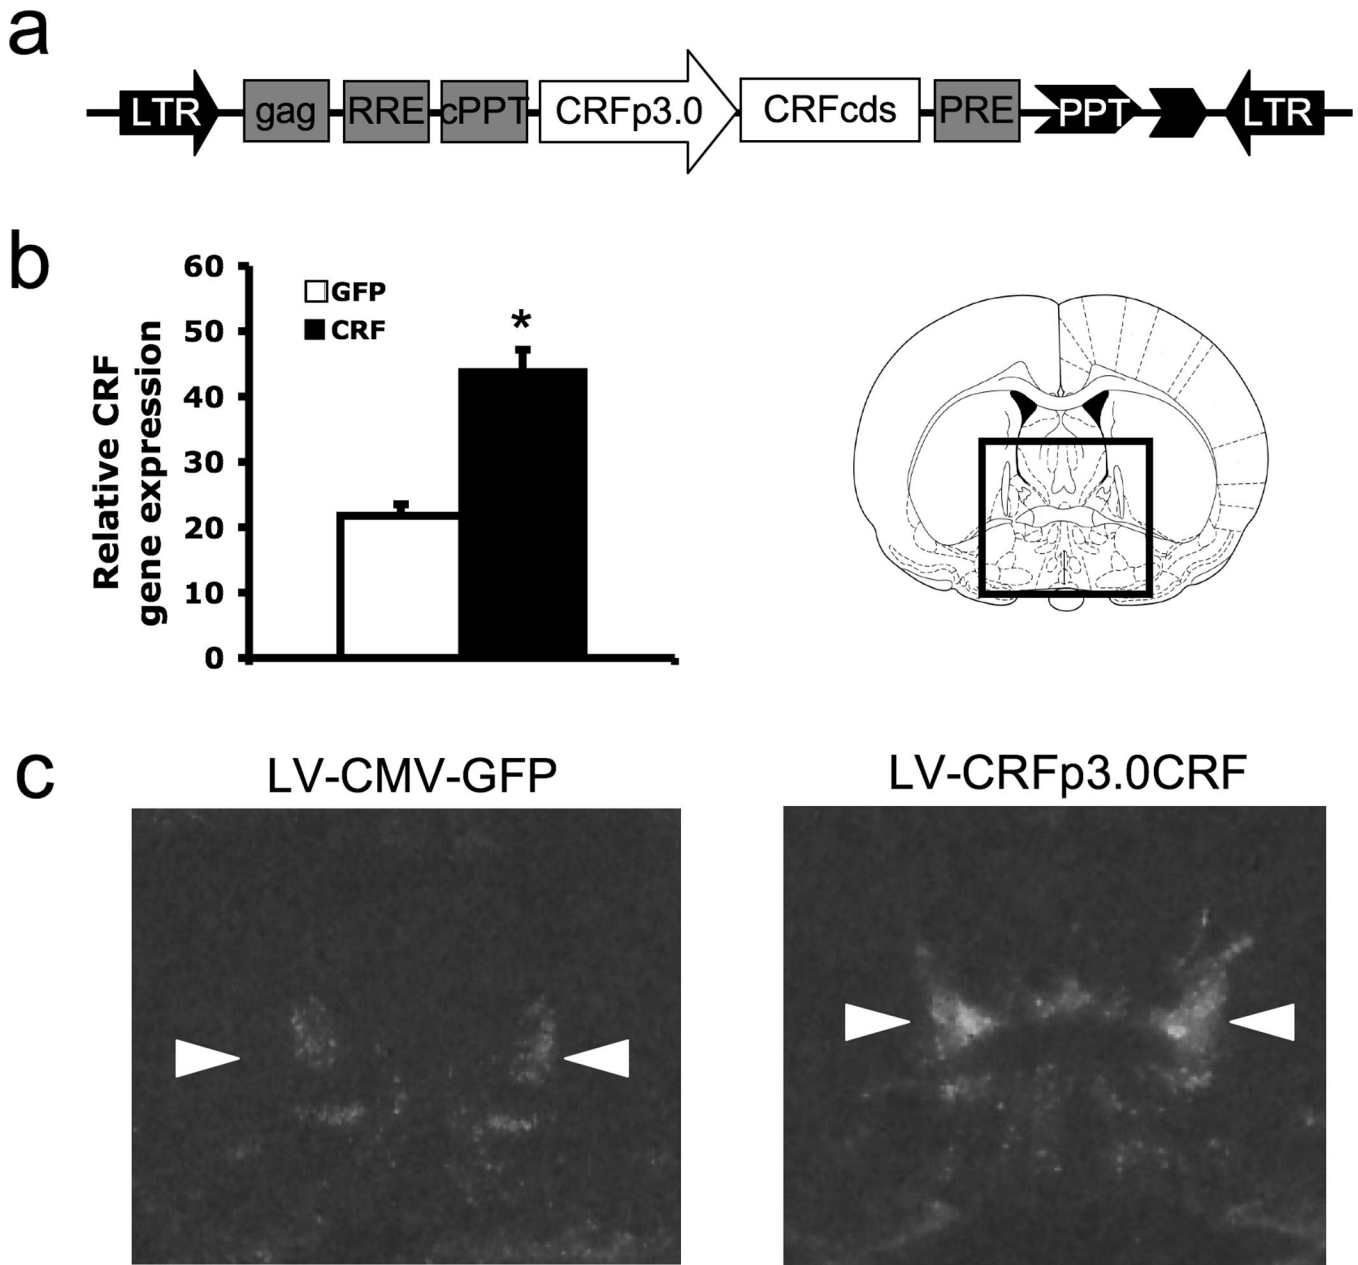 a
LTR gag RRE cPPT CRFp3.0 CRFcds PRE PPT LTR
b
Relative CRF
gene expression
60
50
40
30
20
10
0
GFP
CRF
*
c
LV-CMV-GFP
LV-CRFp3.0CRF